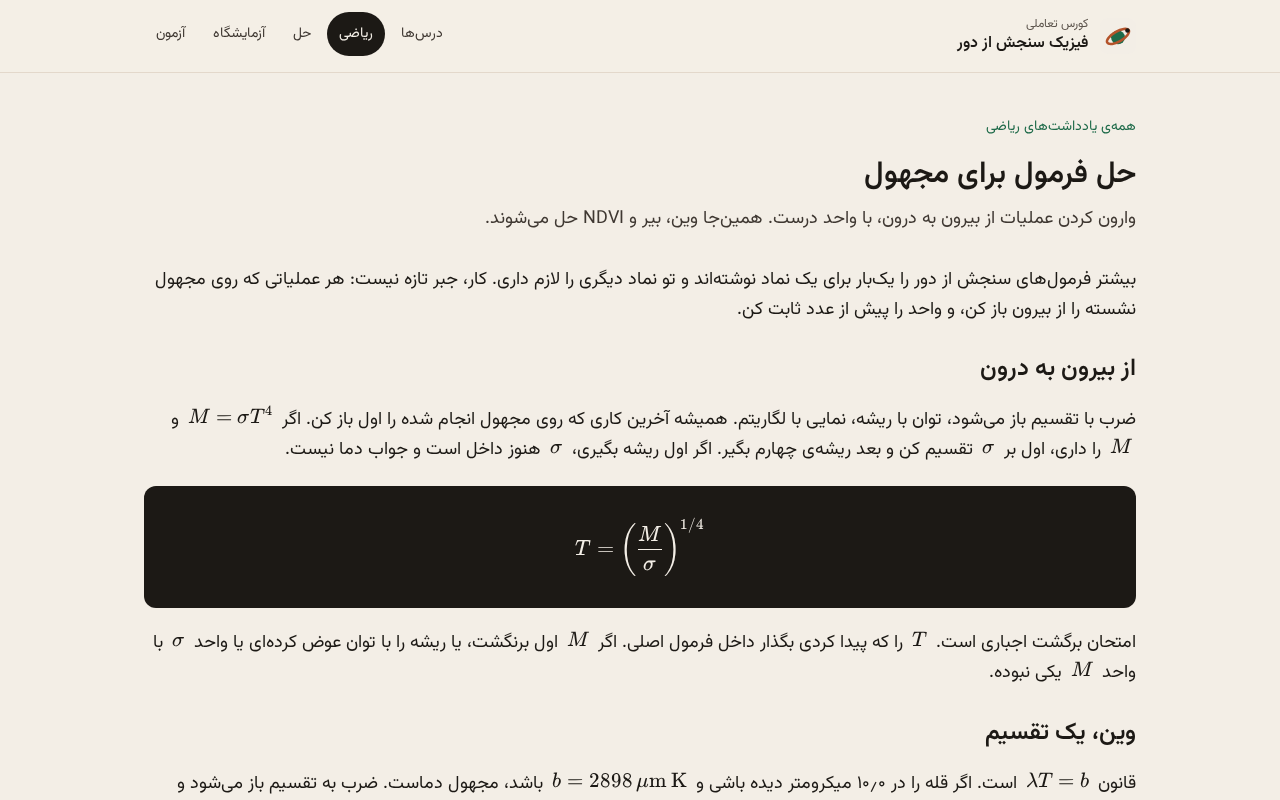 کورس تعاملی
فیزیک سنجش از دور
درس‌ها ریاضی حل آزمایشگاه آزمون
همه‌ی یادداشت‌های ریاضی
حل فرمول برای مجهول
وارون کردن عملیات از بیرون به درون، با واحد درست. همین‌جا وین، بیر و NDVI حل می‌شوند.
بیشتر فرمول‌های سنجش از دور را یک‌بار برای یک نماد نوشته‌اند و تو نماد دیگری را لازم داری. کار، جبر تازه نیست: هر عملیاتی که روی مجهول
نشسته را از بیرون باز کن، و واحد را پیش از عدد ثابت کن.
از بیرون به درون
ضرب با تقسیم باز می‌شود، توان با ریشه، نمایی با لگاریتم. همیشه آخرین کاری که روی مجهول انجام شده را اول باز کن. اگر M = σT⁴ و
M را داری، اول بر σ تقسیم کن و بعد ریشه‌ی چهارم بگیر. اگر اول ریشه بگیری، σ هنوز داخل است و جواب دما نیست.
T = (M/σ)^{1/4}
امتحان برگشت اجباری است. T را که پیدا کردی بگذار داخل فرمول اصلی. اگر M اول برنگشت، یا ریشه را با توان عوض کرده‌ای یا واحد σ با
واحد M یکی نبوده.
وین، یک تقسیم
قانون λT = b است. اگر قله را در ۱۰٫۰ میکرومتر دیده باشی و b = 2898 μm K باشد، مجهول دماست. ضرب به تقسیم باز می‌شود و